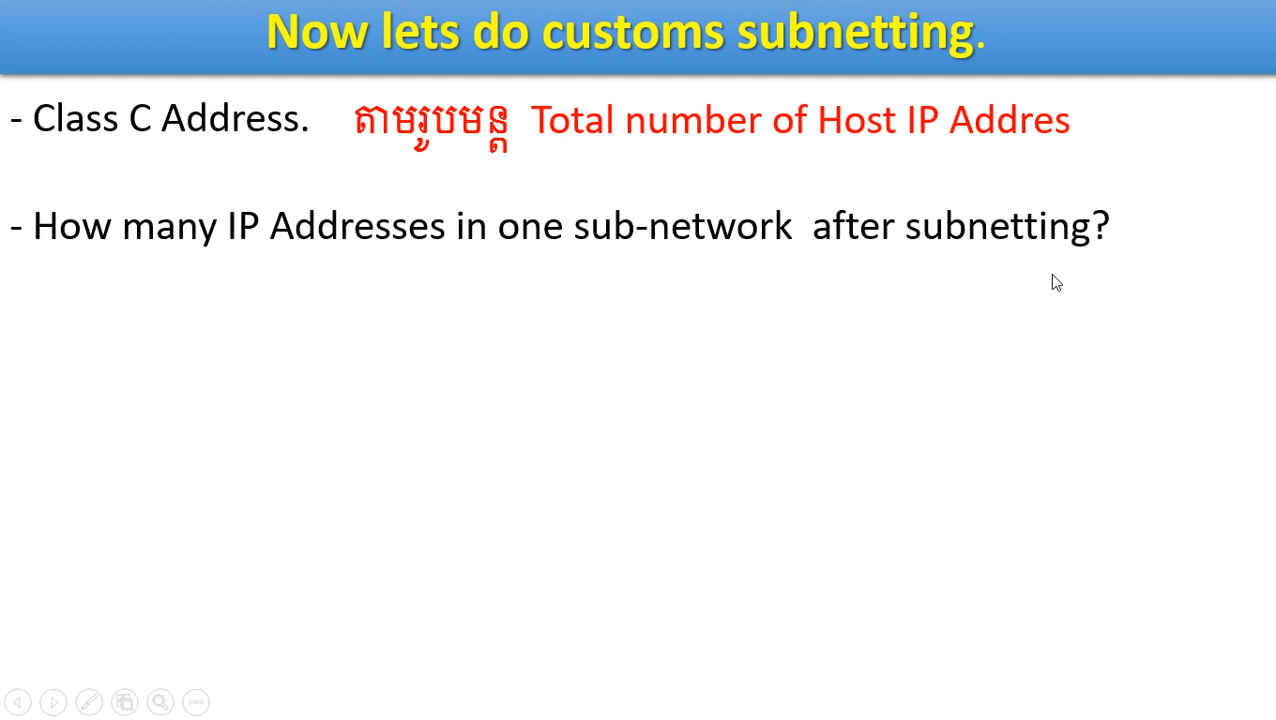 Now lets do customs subnetting.
- Class C Address. តាមរូបមន្ត Total number of Host IP Addres
- How many IP Addresses in one sub-network after subnetting?